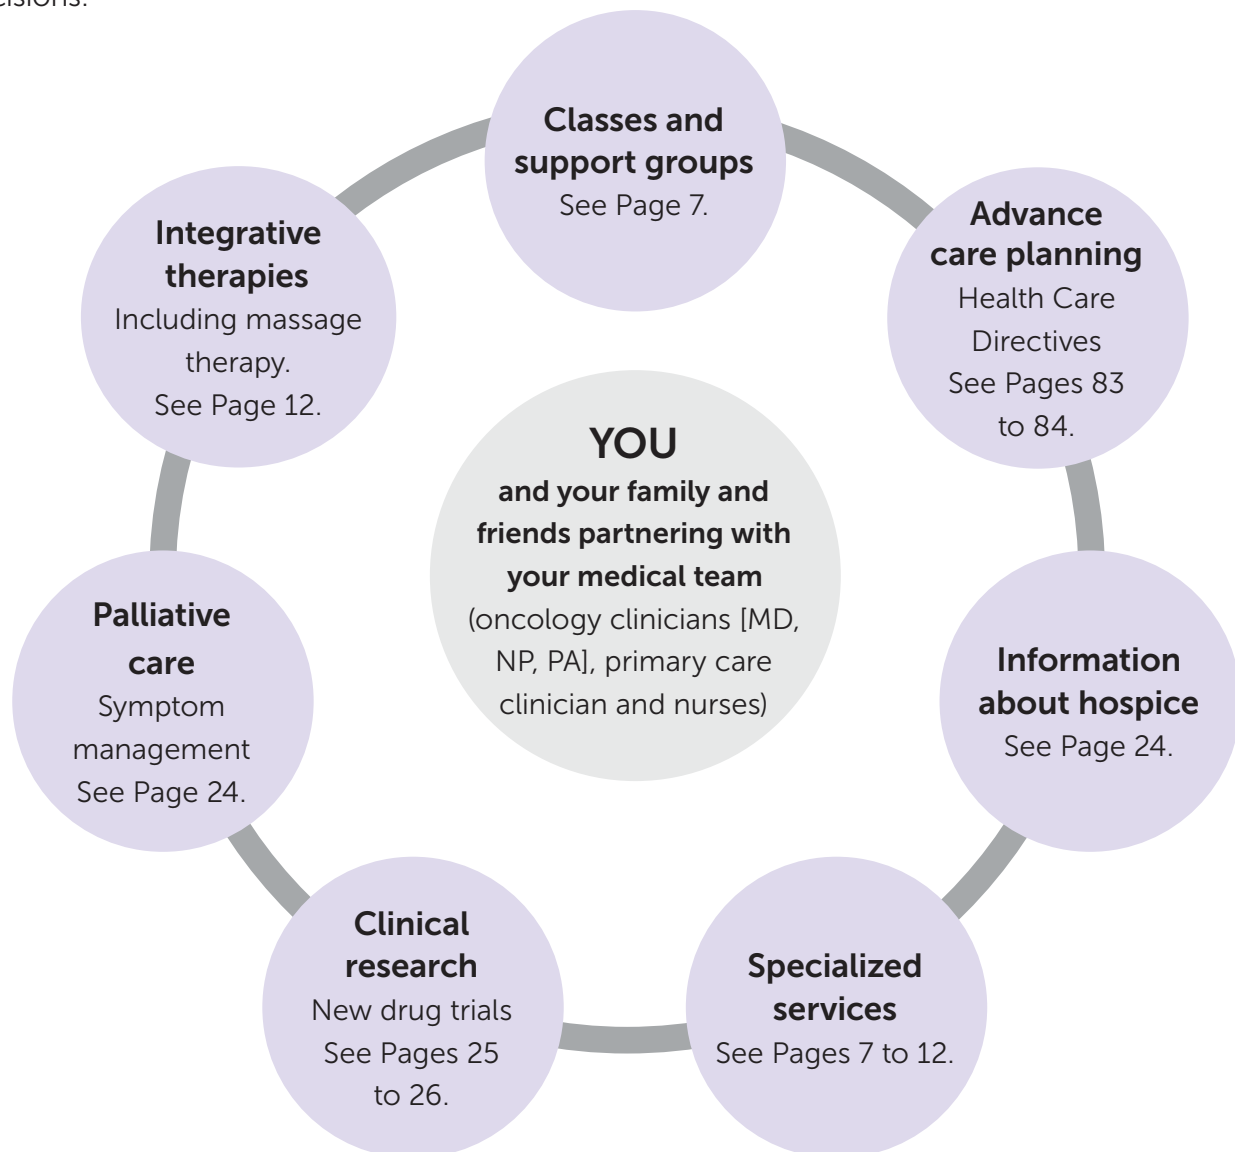 Classes and
support groups
See Page 7.
Advance
care planning
Health Care
Directives
See Pages 83
to 84.
Information
about hospice
See Page 24.
Specialized
services
See Pages 7 to 12.
Clinical
research
New drug trials
See Pages 25
to 26.
Palliative
care
Symptom
management
See Page 24.
Integrative
therapies
Including massage
therapy.
See Page 12.
YOU
and your family and
friends partnering with
your medical team
(oncology clinicians [MD,
NP, PA], primary care
clinician and nurses)